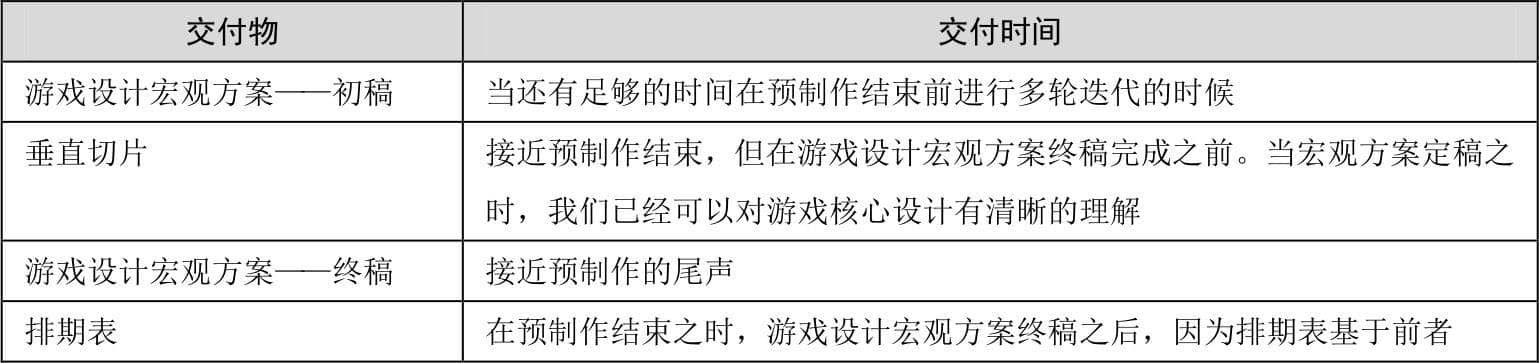 交付物 交付时间
游戏设计宏观方案——初稿 当还有足够的时间在预制作结束前进行多轮迭代的时候
垂直切片 接近预制作结束，但在游戏设计宏观方案终稿完成之前。当宏观方案定稿之
时，我们已经可以对游戏核心设计有清晰的理解
游戏设计宏观方案——终稿 接近预制作的尾声
排期表 在预制作结束之时，游戏设计宏观方案终稿之后，因为排期表基于前者